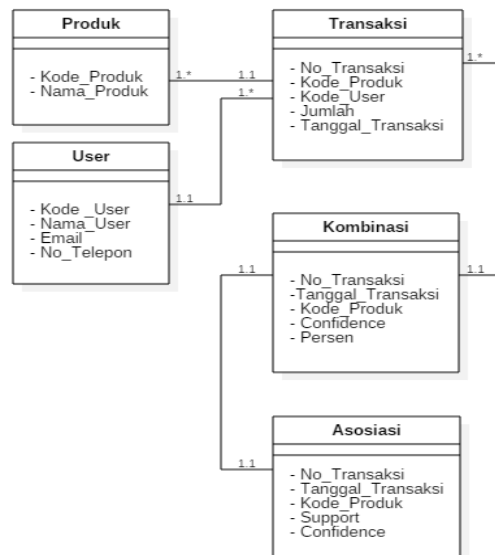 Produk
- Kode_Produk
- Nama_Produk
1.*
1.1
Transaksi
- No_Transaksi
- Kode_Produk
- Kode_User
- Jumlah
- Tanggal_Transaksi
1.*
1.*
User
- Kode _User
- Nama_User
- Email
- No_Telepon
1.1
Kombinasi
- No_Transaksi
-Tanggal_Transaksi
- Kode_Produk
- Confidence
- Persen
1.1
1.1
Asosiasi
- No_Transaksi
- Tanggal_Transaksi
- Kode_Produk
- Support
- Confidence
1.1